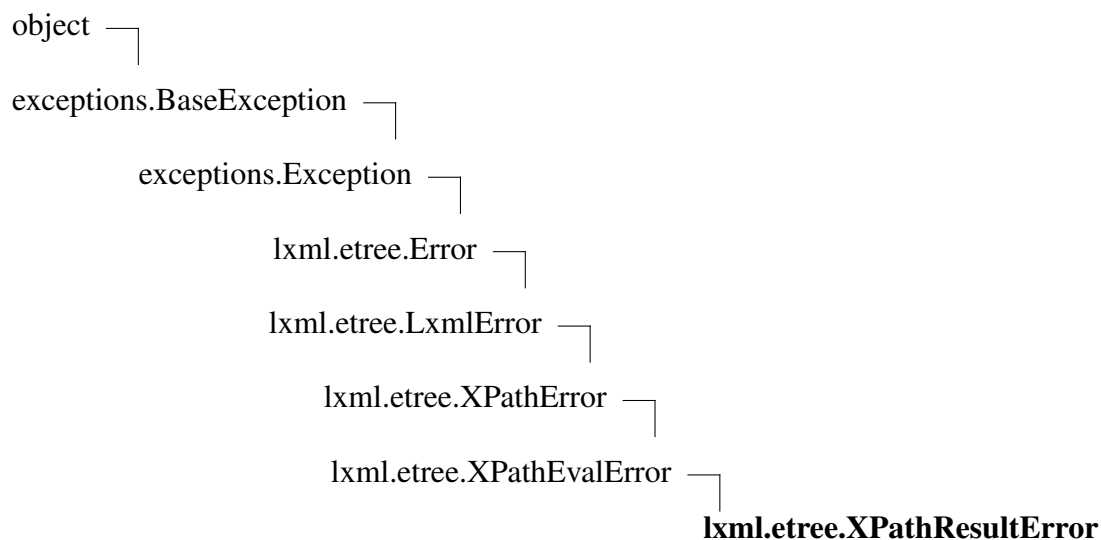 object
exceptions.BaseException
exceptions.Exception
lxml.etree.Error
lxml.etree.LxmlError
lxml.etree.XPathError
lxml.etree.XPathEvalError
lxml.etree.XPathResultError